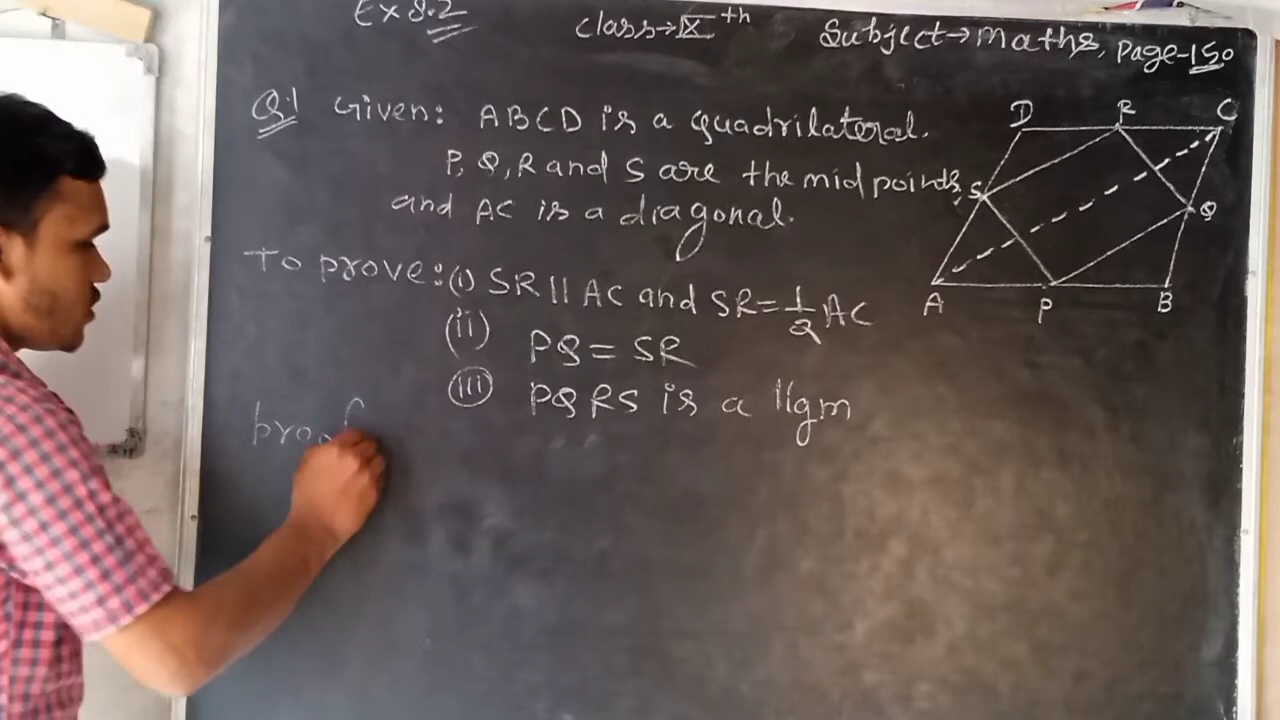 Ex 8.2
Class→IX th
Subject→Maths, Page-150
Q.1 Given: ABCD is a quadrilateral.
P, Q, R and S are the midpoints,
and AC is a diagonal.
To prove: (i) SR || AC and SR = 1/2 AC
(ii) PQ = SR
(iii) PQRS is a ||gm
proof
D R C
S Q
A P B